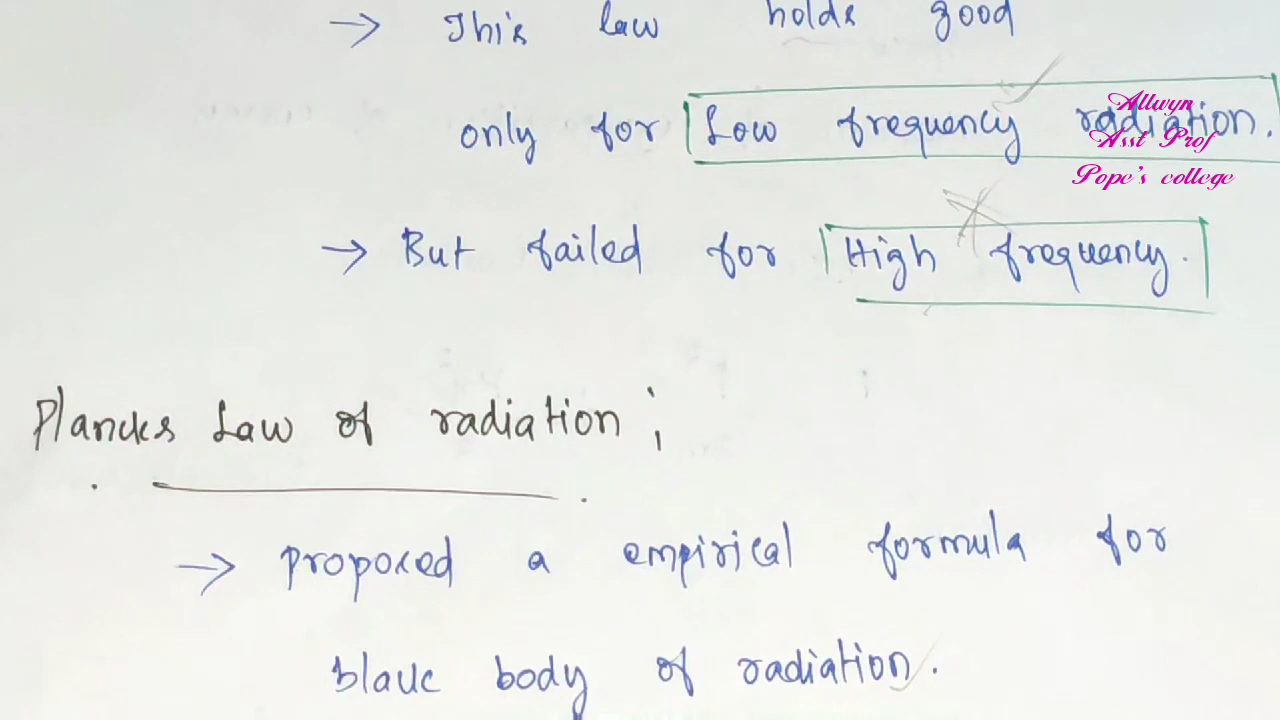 → This law holds good
only for Low frequency radiation.
Allwyn
Asst Prof
Pope's college
→ But failed for High frequency.
Plancks Law of radiation ;
→ proposed a empirical formula for
black body of radiation.